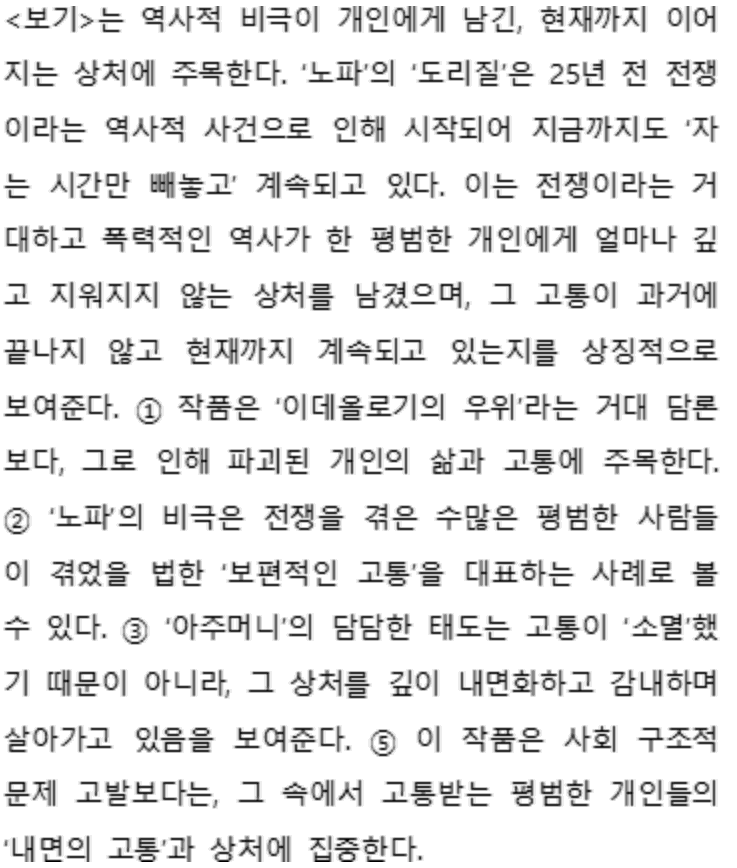 <보기>는 역사적 비극이 개인에게 남긴, 현재까지 이어
지는 상처에 주목한다. '노파'의 '도리질'은 25년 전 전쟁
이라는 역사적 사건으로 인해 시작되어 지금까지도 '자
는 시간만 빼놓고' 계속되고 있다. 이는 전쟁이라는 거
대하고 폭력적인 역사가 한 평범한 개인에게 얼마나 깊
고 지워지지 않는 상처를 남겼으며, 그 고통이 과거에
끝나지 않고 현재까지 계속되고 있는지를 상징적으로
보여준다. ① 작품은 '이데올로기의 우위'라는 거대 담론
보다, 그로 인해 파괴된 개인의 삶과 고통에 주목한다.
② '노파'의 비극은 전쟁을 겪은 수많은 평범한 사람들
이 겪었을 법한 '보편적인 고통'을 대표하는 사례로 볼
수 있다. ③ '아주머니'의 담담한 태도는 고통이 '소멸'했
기 때문이 아니라, 그 상처를 깊이 내면화하고 감내하며
살아가고 있음을 보여준다. ⑤ 이 작품은 사회 구조적
문제 고발보다는, 그 속에서 고통받는 평범한 개인들의
'내면의 고통'과 상처에 집중한다.